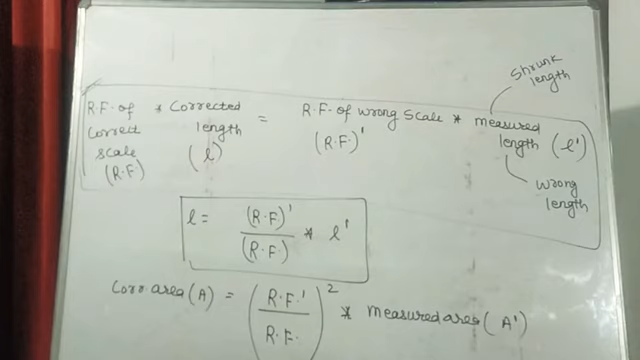 Shrunk
length
R.F. of * Corrected = R.F. of wrong scale * measured
correct length (R.F)' length (l')
scale (l)
(R.F)
wrong
length
l = (R.F)' / (R.F) * l'
Corr area (A) = (R.F.' / R.F.)² * measured area (A')